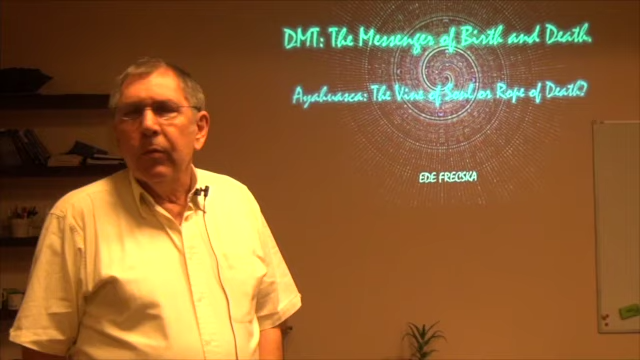 DMT: The Messenger of Birth and Death.
Ayahuasca: The Vine of Soul or Rope of Death?
EDE FRECSKA